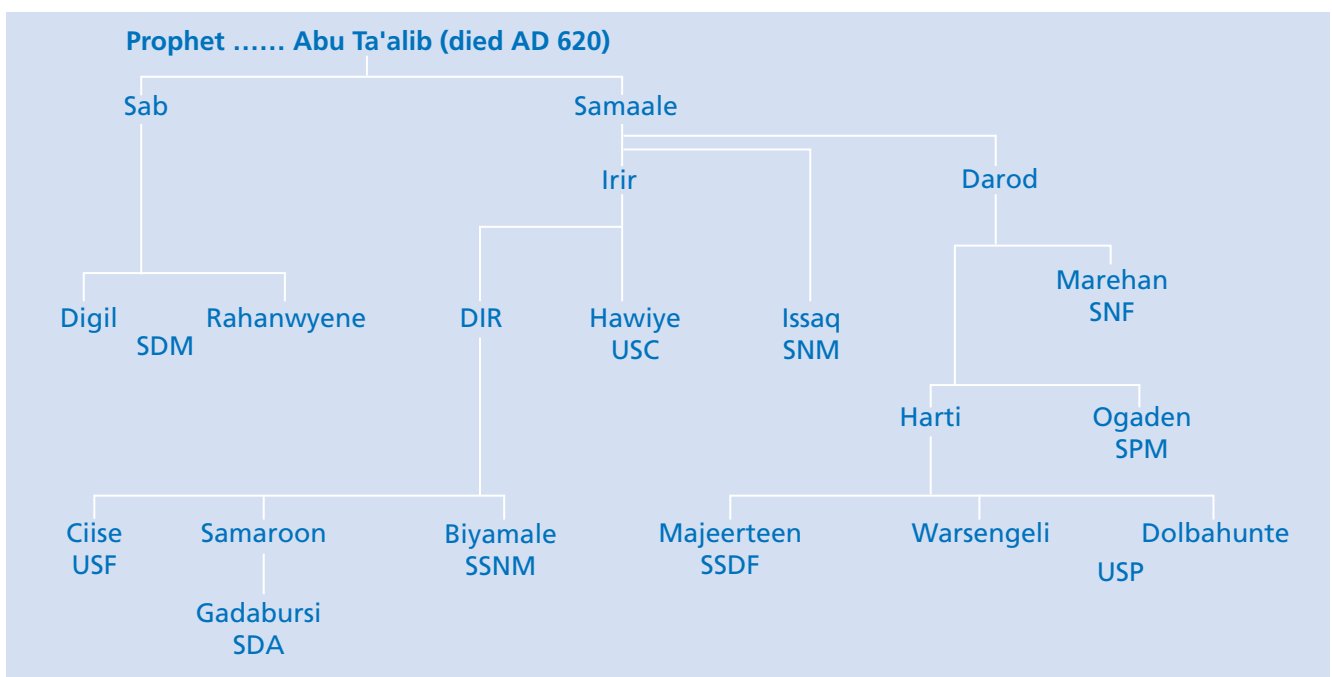 Prophet ...... Abu Ta'alib (died AD 620)
Sab
Samaale
Irir
Darod
Marehan
SNF
Digil
Rahanwyene
SDM
DIR
Hawiye
USC
Issaq
SNM
Harti
Ogaden
SPM
Ciise
USF
Samaroon
Biyamale
SSNM
Majeerteen
SSDF
Warsengeli
Dolbahunte
USP
Gadabursi
SDA